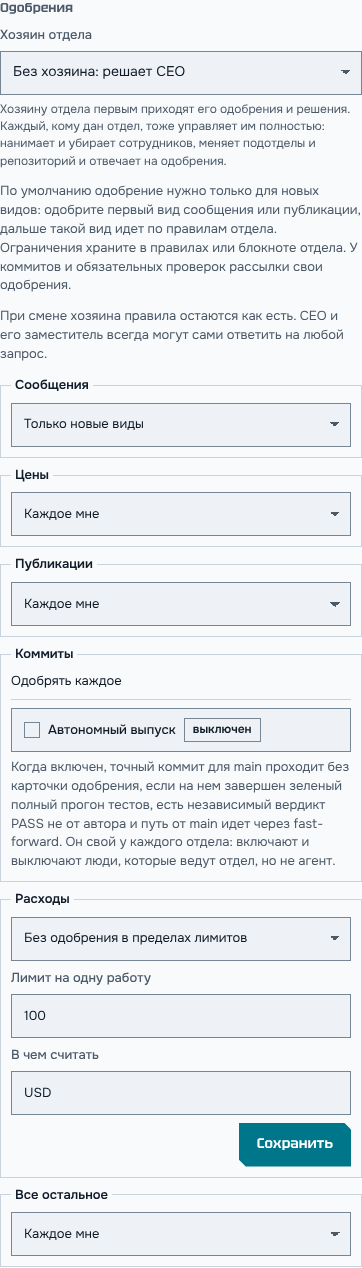 Одобрения
Хозяин отдела
Без хозяина: решает CEO
Хозяину отдела первым приходят его одобрения и решения.
Каждый, кому дан отдел, тоже управляет им полностью:
нанимает и убирает сотрудников, меняет подотделы и
репозиторий и отвечает на одобрения.
По умолчанию одобрение нужно только для новых
видов: одобрите первый вид сообщения или публикации,
дальше такой вид идет по правилам отдела.
Ограничения храните в правилах или блокноте отдела. У
коммитов и обязательных проверок рассылки свои
одобрения.
При смене хозяина правила остаются как есть. CEO и
его заместитель всегда могут сами ответить на любой
запрос.
Сообщения
Только новые виды
Цены
Каждое мне
Публикации
Каждое мне
Коммиты
Одобрять каждое
Автономный выпуск выключен
Когда включен, точный коммит для main проходит без
карточки одобрения, если на нем завершен зеленый
полный прогон тестов, есть независимый вердикт
PASS не от автора и путь от main идет через fast-
forward. Он свой у каждого отдела: включают и
выключают люди, которые ведут отдел, но не агент.
Расходы
Без одобрения в пределах лимитов
Лимит на одну работу
100
В чем считать
USD
Сохранить
Все остальное
Каждое мне